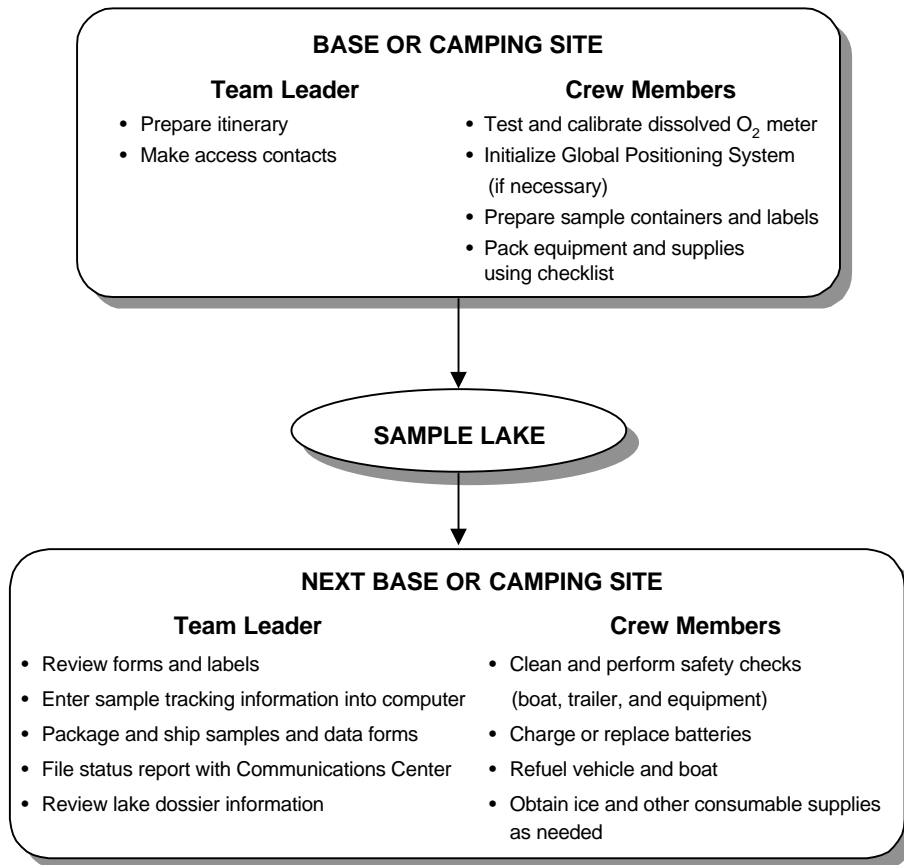 BASE OR CAMPING SITE
Team Leader
• Prepare itinerary
• Make access contacts
Crew Members
• Test and calibrate dissolved O₂ meter
• Initialize Global Positioning System
(if necessary)
• Prepare sample containers and labels
• Pack equipment and supplies
using checklist
SAMPLE LAKE
NEXT BASE OR CAMPING SITE
Team Leader
• Review forms and labels
• Enter sample tracking information into computer
• Package and ship samples and data forms
• File status report with Communications Center
• Review lake dossier information
Crew Members
• Clean and perform safety checks
(boat, trailer, and equipment)
• Charge or replace batteries
• Refuel vehicle and boat
• Obtain ice and other consumable supplies
as needed